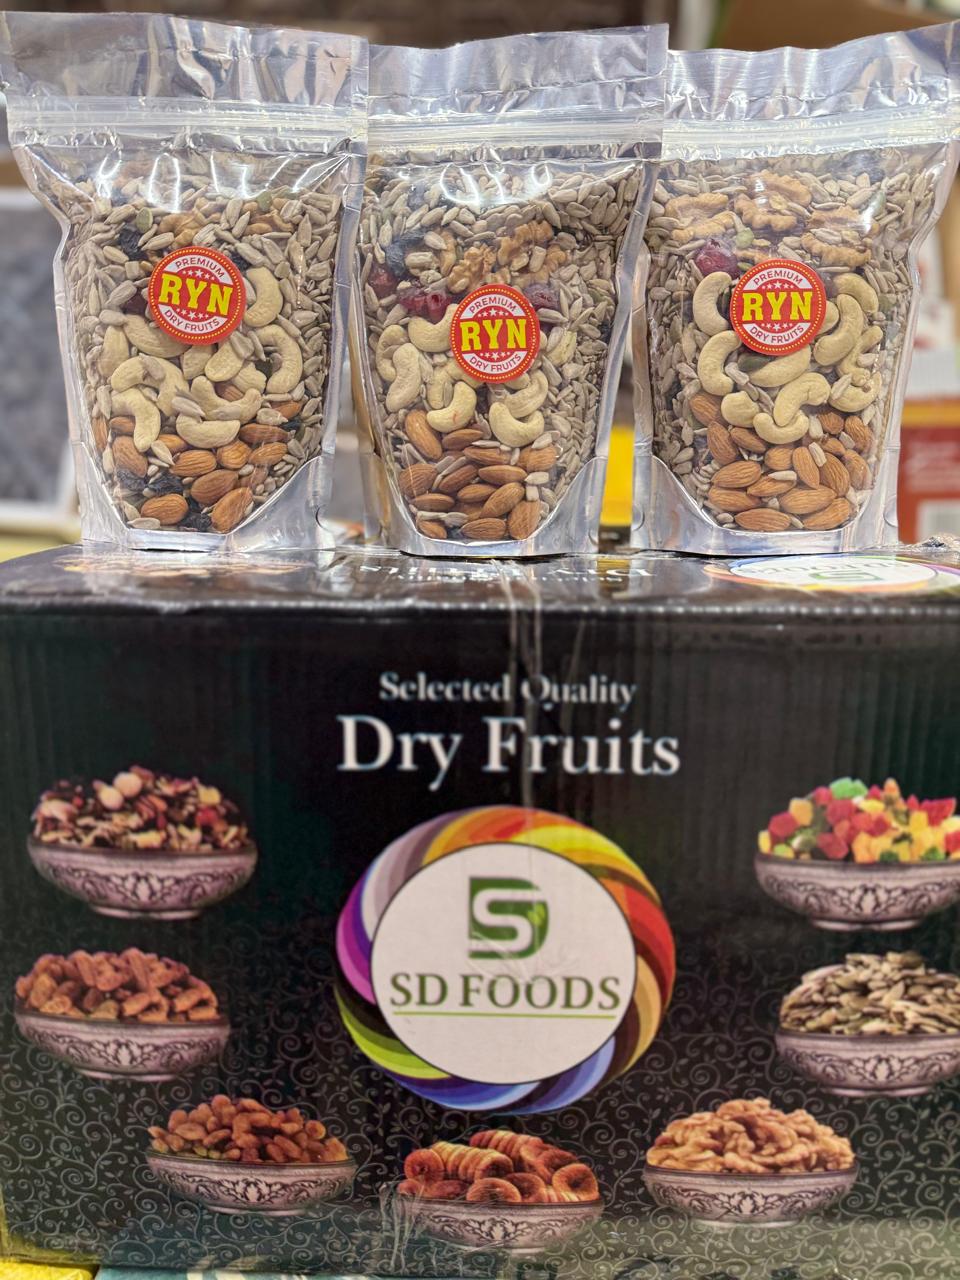 PREMIUM
RYN
DRY FRUITS
PREMIUM
RYN
DRY FRUITS
PREMIUM
RYN
DRY FRUITS
Selected Quality
Dry Fruits
SD FOODS